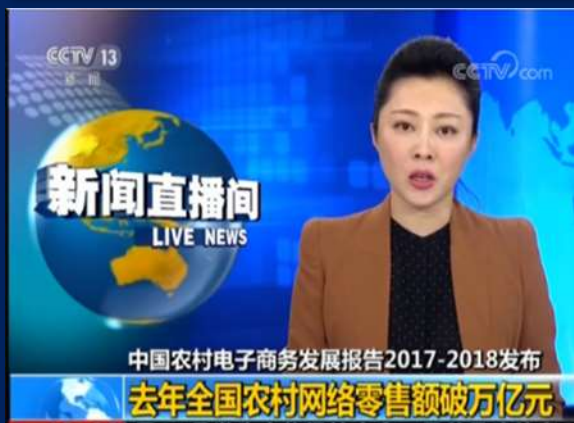 CCTV 13
新闻
CCTV.com
新闻直播间
LIVE NEWS
中国农村电子商务发展报告2017-2018发布
去年全国农村网络零售额破万亿元